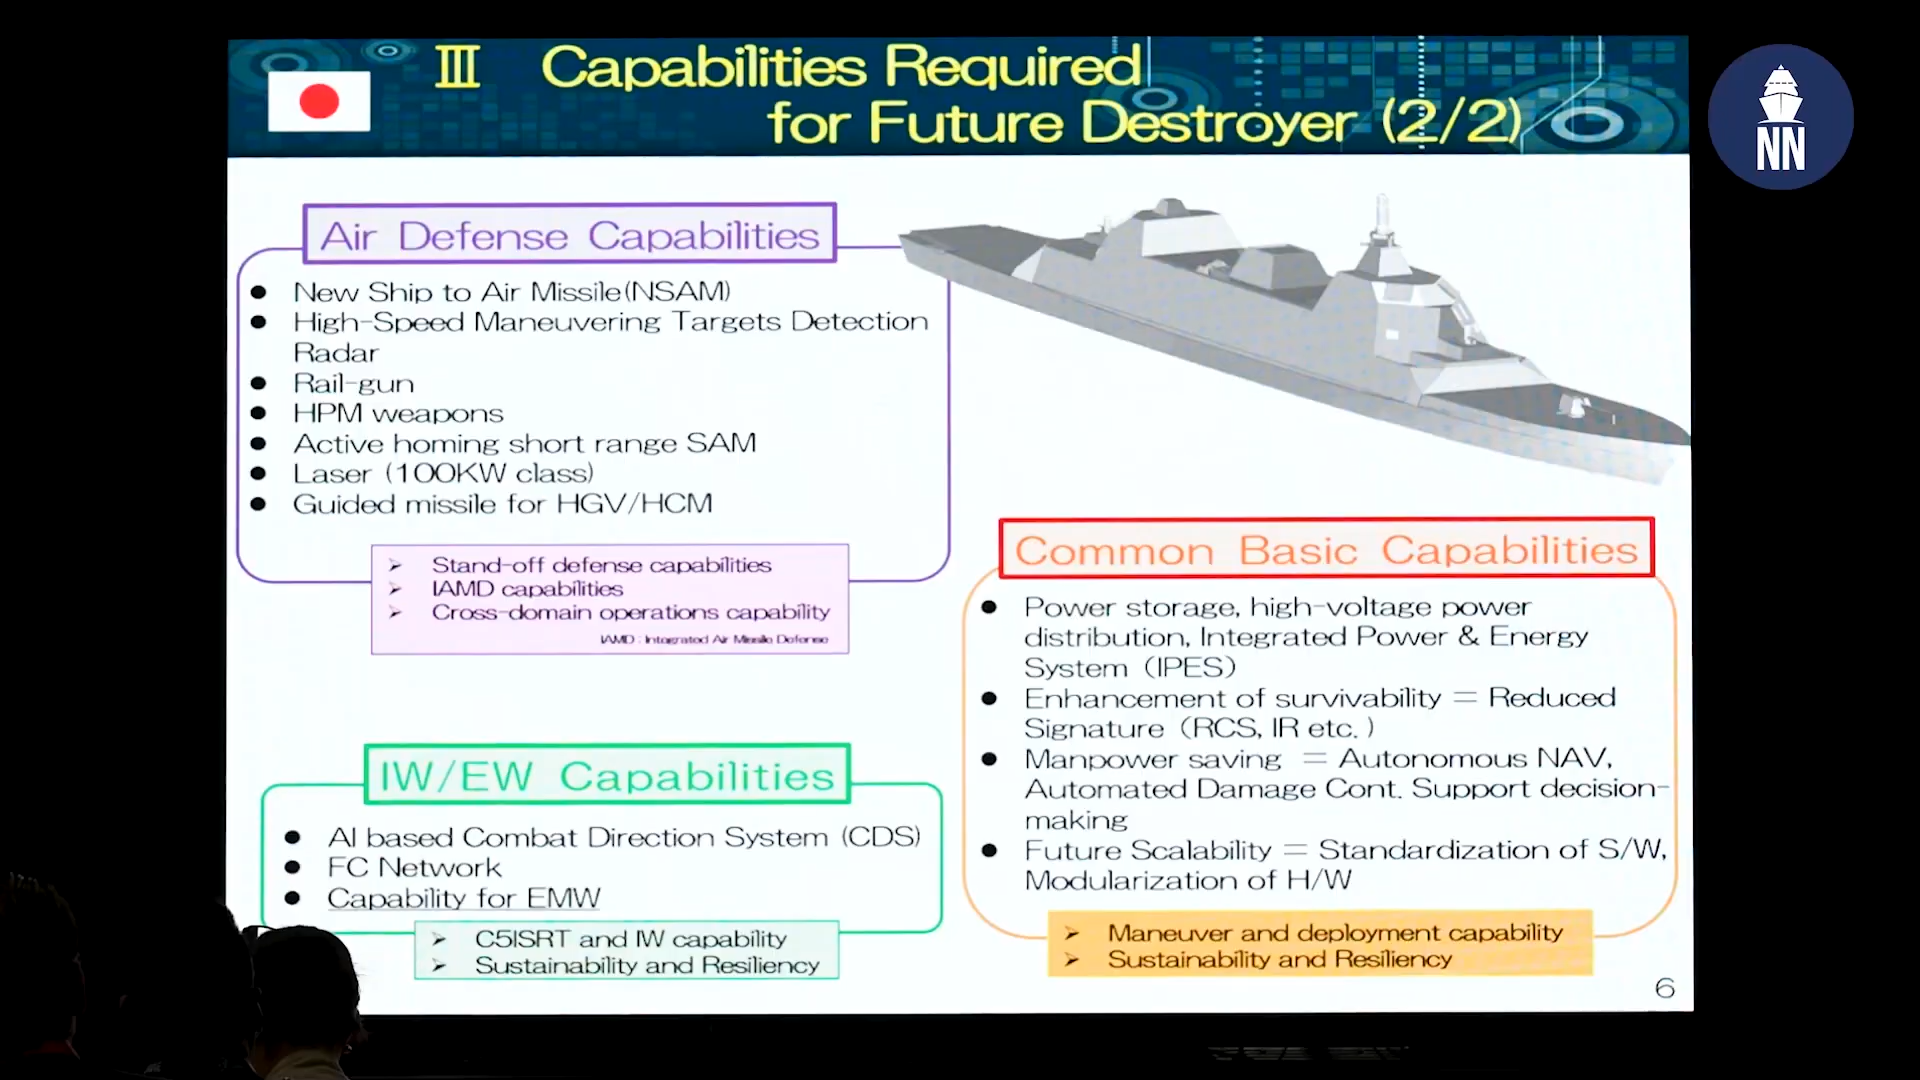 Ⅲ Capabilities Required
for Future Destroyer (2/2)
NN
Air Defense Capabilities
● New Ship to Air Missile(NSAM)
● High-Speed Maneuvering Targets Detection
Radar
● Rail-gun
● HPM weapons
● Active homing short range SAM
● Laser (100KW class)
● Guided missile for HGV/HCM
➢ Stand-off defense capabilities
➢ IAMD capabilities
➢ Cross-domain operations capability
IAMD : Integrated Air Missile Defense
IW/EW Capabilities
● AI based Combat Direction System (CDS)
● FC Network
● Capability for EMW
➢ C5ISRT and IW capability
➢ Sustainability and Resiliency
Common Basic Capabilities
● Power storage, high-voltage power
distribution, Integrated Power & Energy
System (IPES)
● Enhancement of survivability = Reduced
Signature (RCS, IR etc. )
● Manpower saving = Autonomous NAV,
Automated Damage Cont. Support decision-
making
● Future Scalability = Standardization of S/W,
Modularization of H/W
➢ Maneuver and deployment capability
➢ Sustainability and Resiliency
6